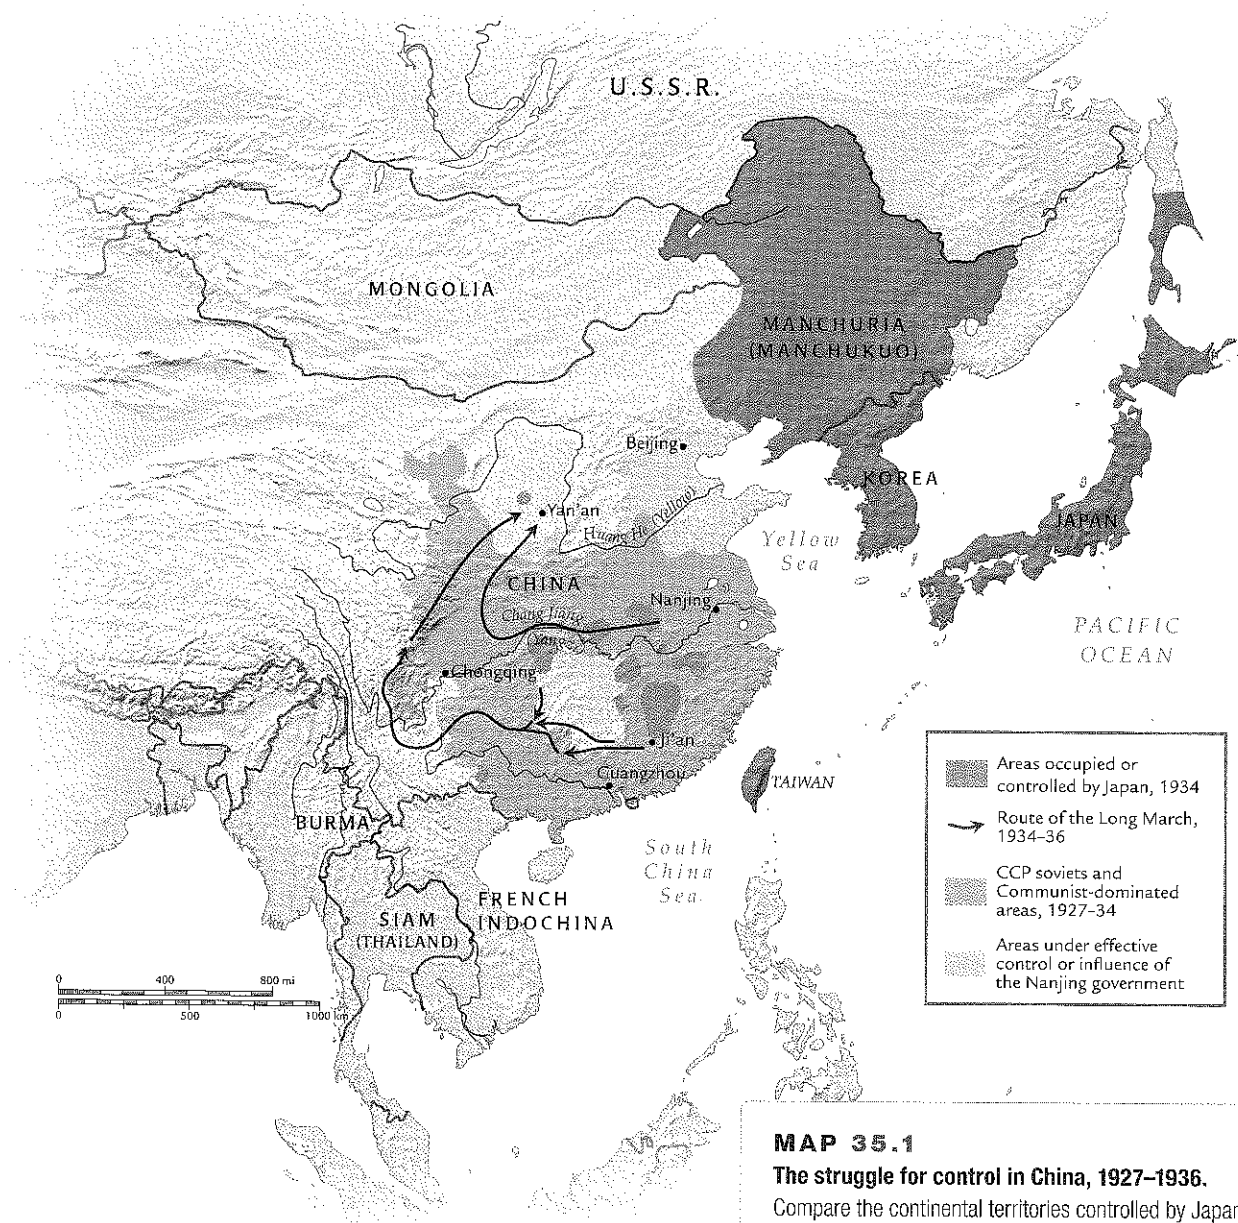 U.S.S.R.
MONGOLIA
MANCHURIA
(MANCHUKUO)
Beijing
KOREA
JAPAN
Yan'an
Huang He (Yellow)
Yellow
Sea
CHINA
Nanjing
Chang Jiang
PACIFIC
OCEAN
Chongqing
Ji'an
Guangzhou
TAIWAN
BURMA
South
China
Sea
FRENCH
INDOCHINA
SIAM
(THAILAND)
0 400 800 mi
0 500 1000 km
Areas occupied or
controlled by Japan, 1934
Route of the Long March,
1934–36
CCP soviets and
Communist-dominated
areas, 1927–34
Areas under effective
control or influence of
the Nanjing government
MAP 35.1
The struggle for control in China, 1927–1936.
Compare the continental territories controlled by Japan